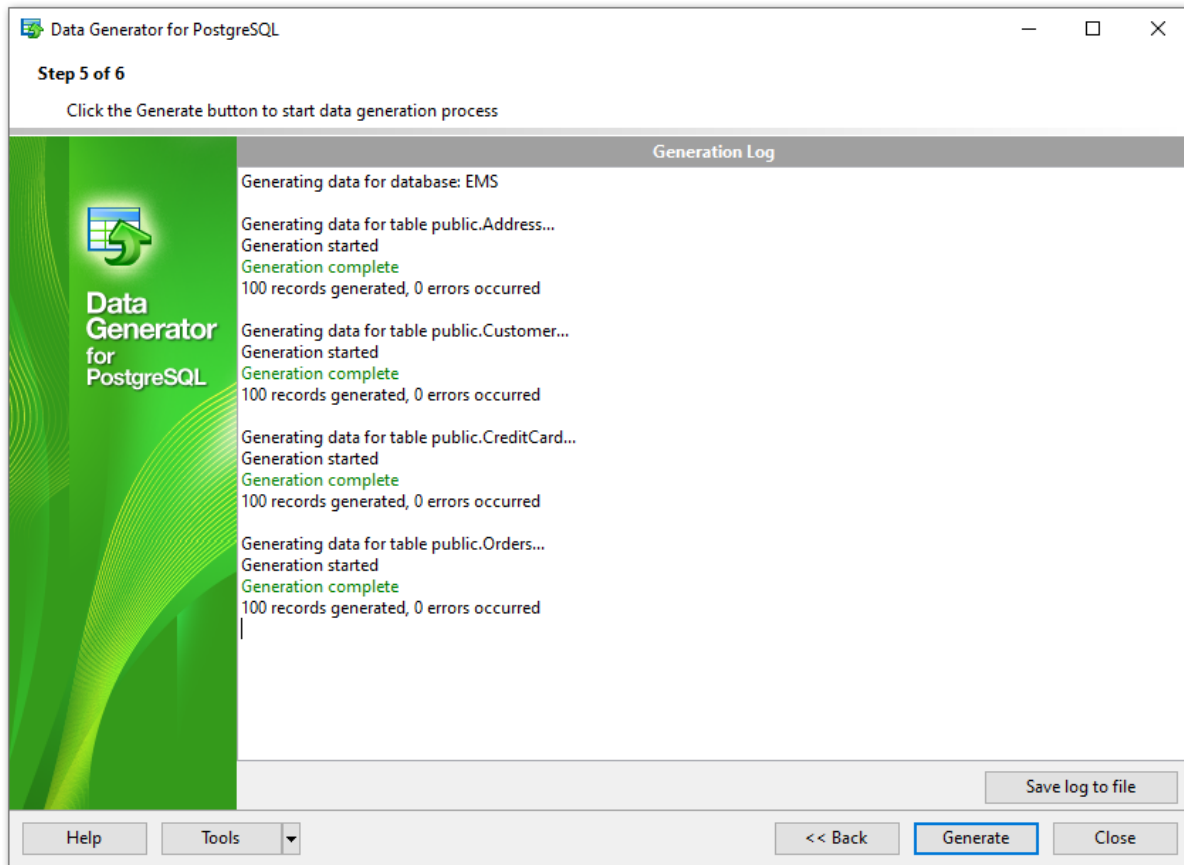 Data Generator for PostgreSQL
Step 5 of 6
Click the Generate button to start data generation process
Data
Generator
for
PostgreSQL
Generation Log
Generating data for database: EMS
Generating data for table public.Address...
Generation started
Generation complete
100 records generated, 0 errors occurred
Generating data for table public.Customer...
Generation started
Generation complete
100 records generated, 0 errors occurred
Generating data for table public.CreditCard...
Generation started
Generation complete
100 records generated, 0 errors occurred
Generating data for table public.Orders...
Generation started
Generation complete
100 records generated, 0 errors occurred
Save log to file
Help Tools << Back Generate Close